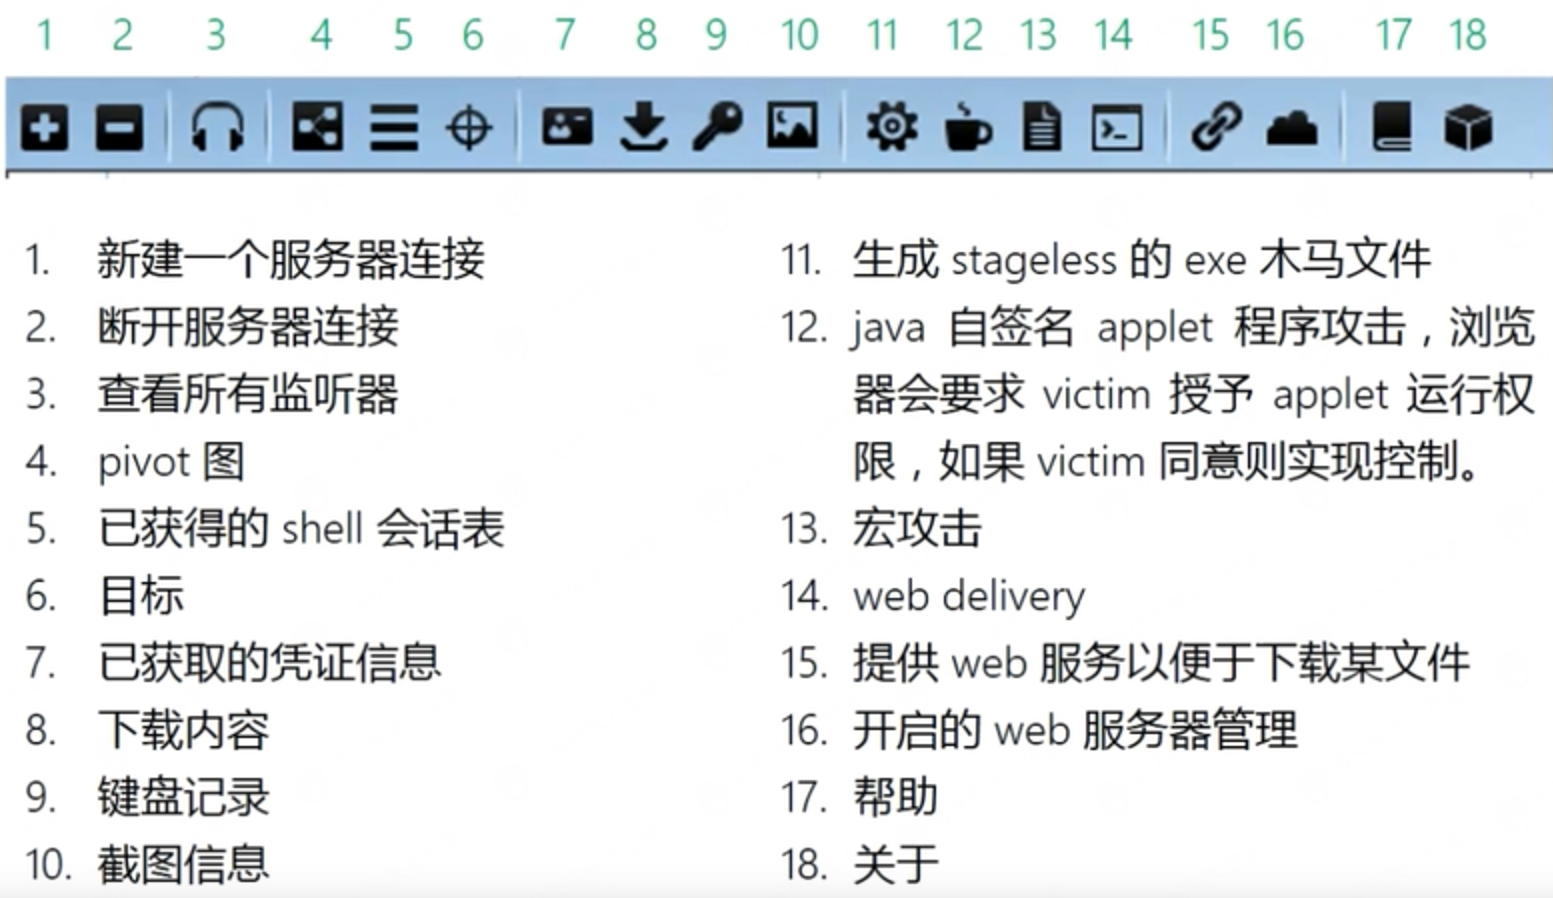 1 2 3 4 5 6 7 8 9 10 11 12 13 14 15 16 17 18
1. 新建一个服务器连接
2. 断开服务器连接
3. 查看所有监听器
4. pivot 图
5. 已获得的 shell 会话表
6. 目标
7. 已获取的凭证信息
8. 下载内容
9. 键盘记录
10. 截图信息
11. 生成 stageless 的 exe 木马文件
12. java 自签名 applet 程序攻击，浏览
器会要求 victim 授予 applet 运行权
限，如果 victim 同意则实现控制。
13. 宏攻击
14. web delivery
15. 提供 web 服务以便于下载某文件
16. 开启的 web 服务器管理
17. 帮助
18. 关于